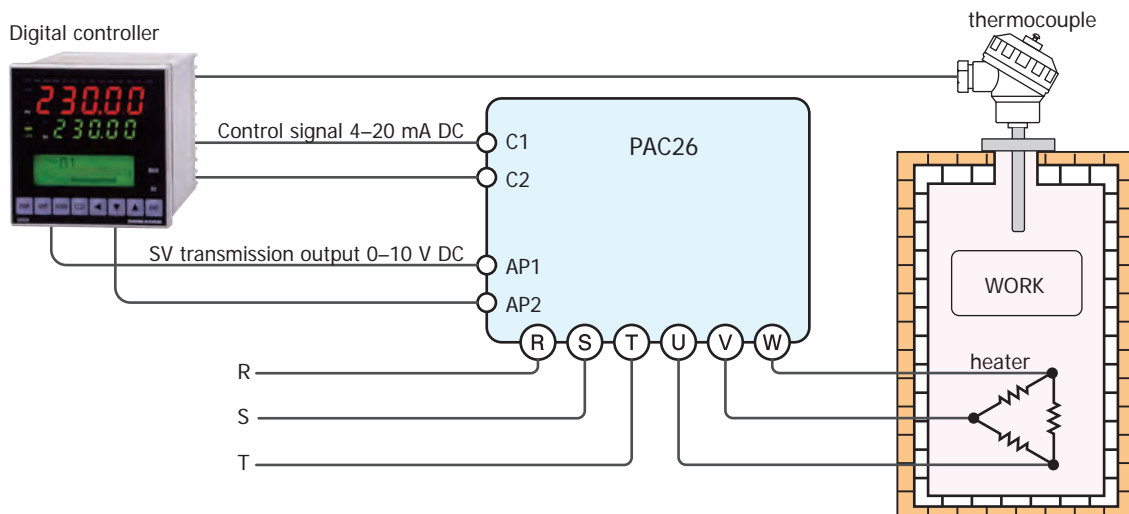 thermocouple
Digital controller
230.00
230.00
Control signal 4–20 mA DC
C1
PAC26
C2
SV transmission output 0–10 V DC
AP1
WORK
AP2
R S T U V W
heater
R
S
T